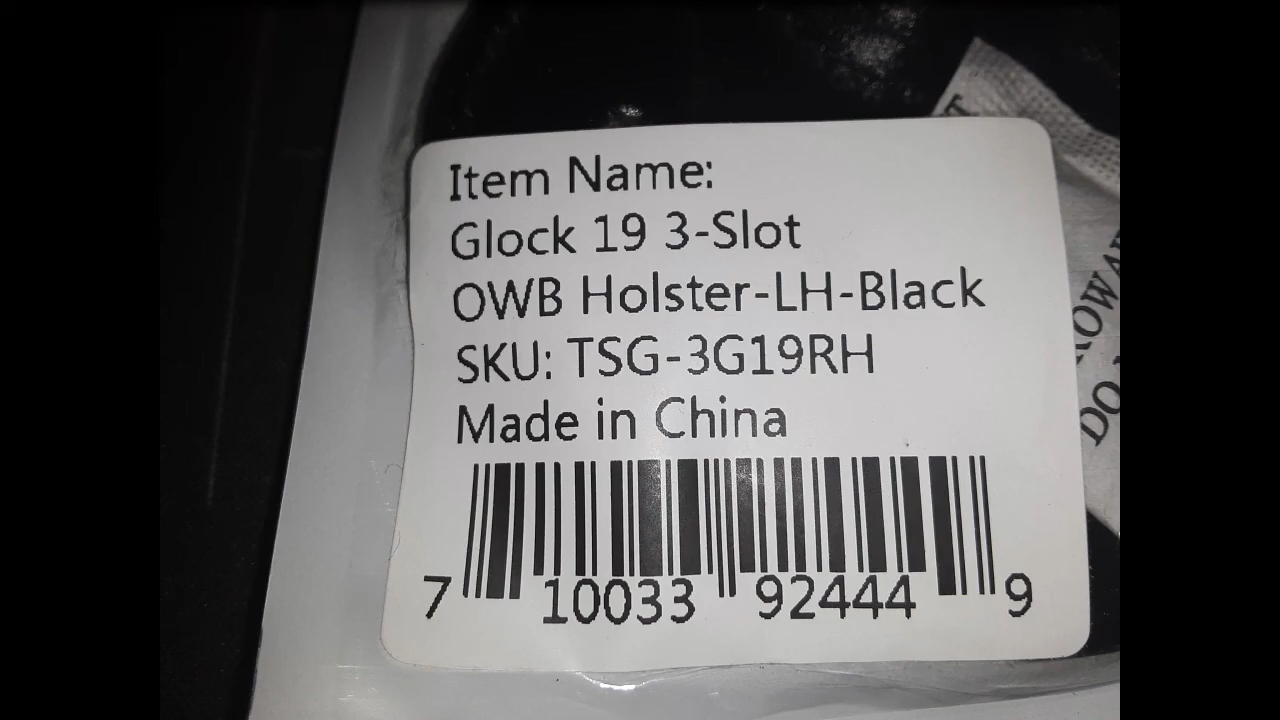 Item Name:
Glock 19 3-Slot
OWB Holster-LH-Black
SKU: TSG-3G19RH
Made in China
7 10033 92444 9
DO